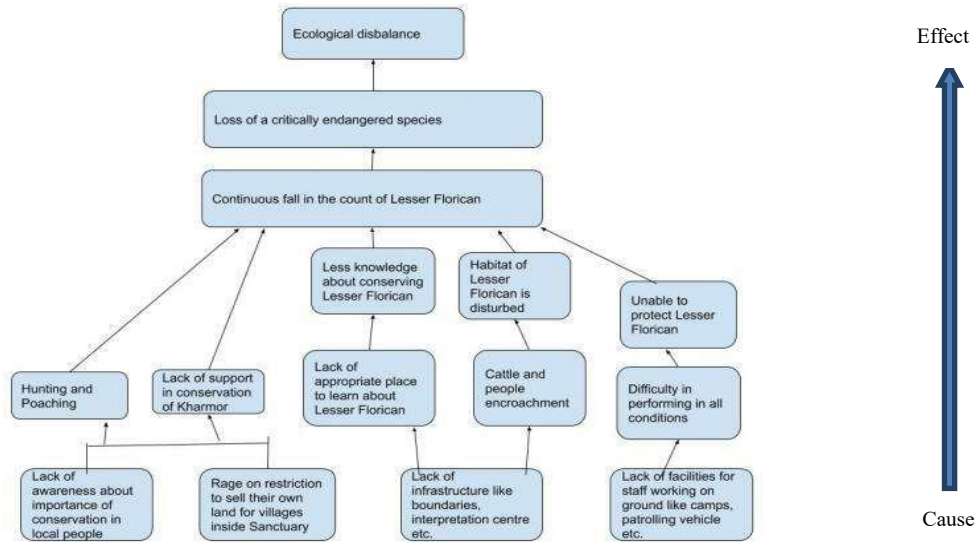 Ecological disbalance
Effect
Loss of a critically endangered species
Continuous fall in the count of Lesser Florican
Less knowledge
about conserving
Lesser Florican
Habitat of
Lesser
Florican is
disturbed
Unable to
protect Lesser
Florican
Hunting and
Poaching
Lack of support
in conservation
of Kharmor
Lack of
appropriate place
to learn about
Lesser Florican
Cattle and
people
encroachment
Difficulty in
performing in all
conditions
Lack of
awareness about
importance of
conservation in
local people
Rage on restriction
to sell their own
land for villages
inside Sanctuary
Lack of
infrastructure like
boundaries,
interpretation centre
etc.
Lack of facilities for
staff working on
ground like camps,
patrolling vehicle
etc.
Cause